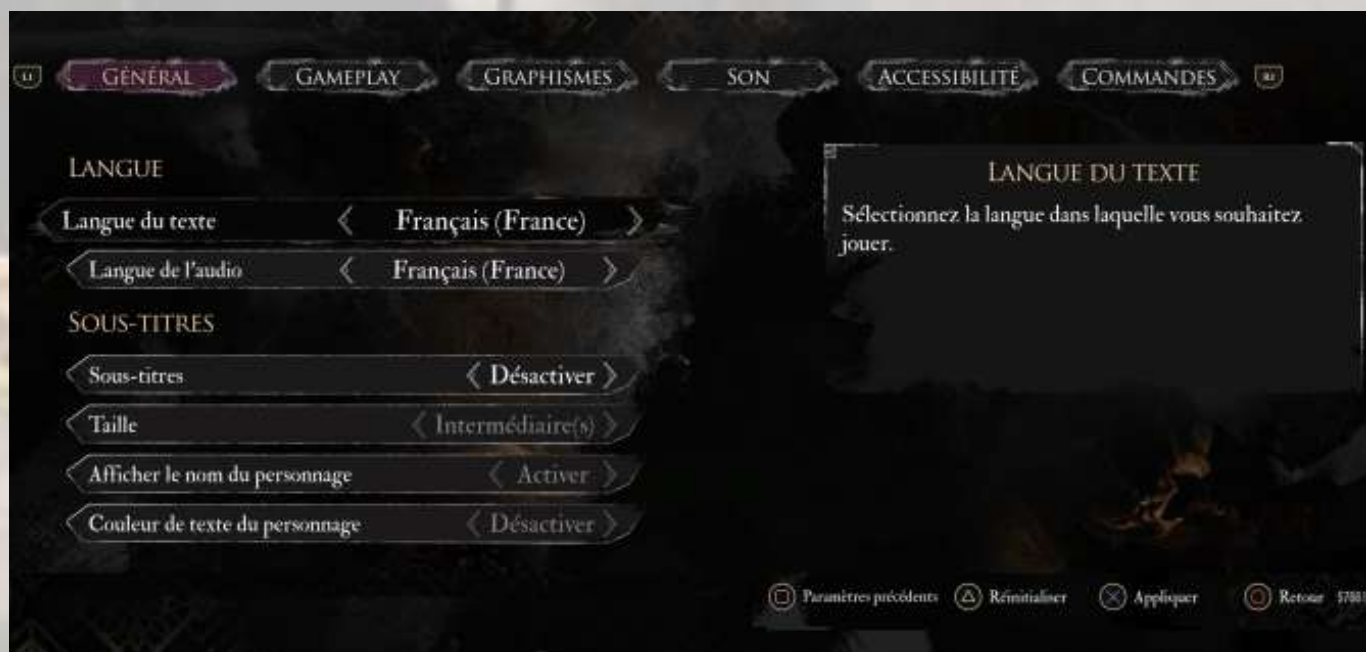 L1 GÉNÉRAL GAMEPLAY GRAPHISMES SON ACCESSIBILITÉ COMMANDES R1
LANGUE
Langue du texte Français (France)
Langue de l'audio Français (France)
SOUS-TITRES
Sous-titres Désactiver
Taille Intermédiaire(s)
Afficher le nom du personnage Activer
Couleur de texte du personnage Désactiver
LANGUE DU TEXTE
Sélectionnez la langue dans laquelle vous souhaitez
jouer.
Paramètres précédents Réinitialiser Appliquer Retour